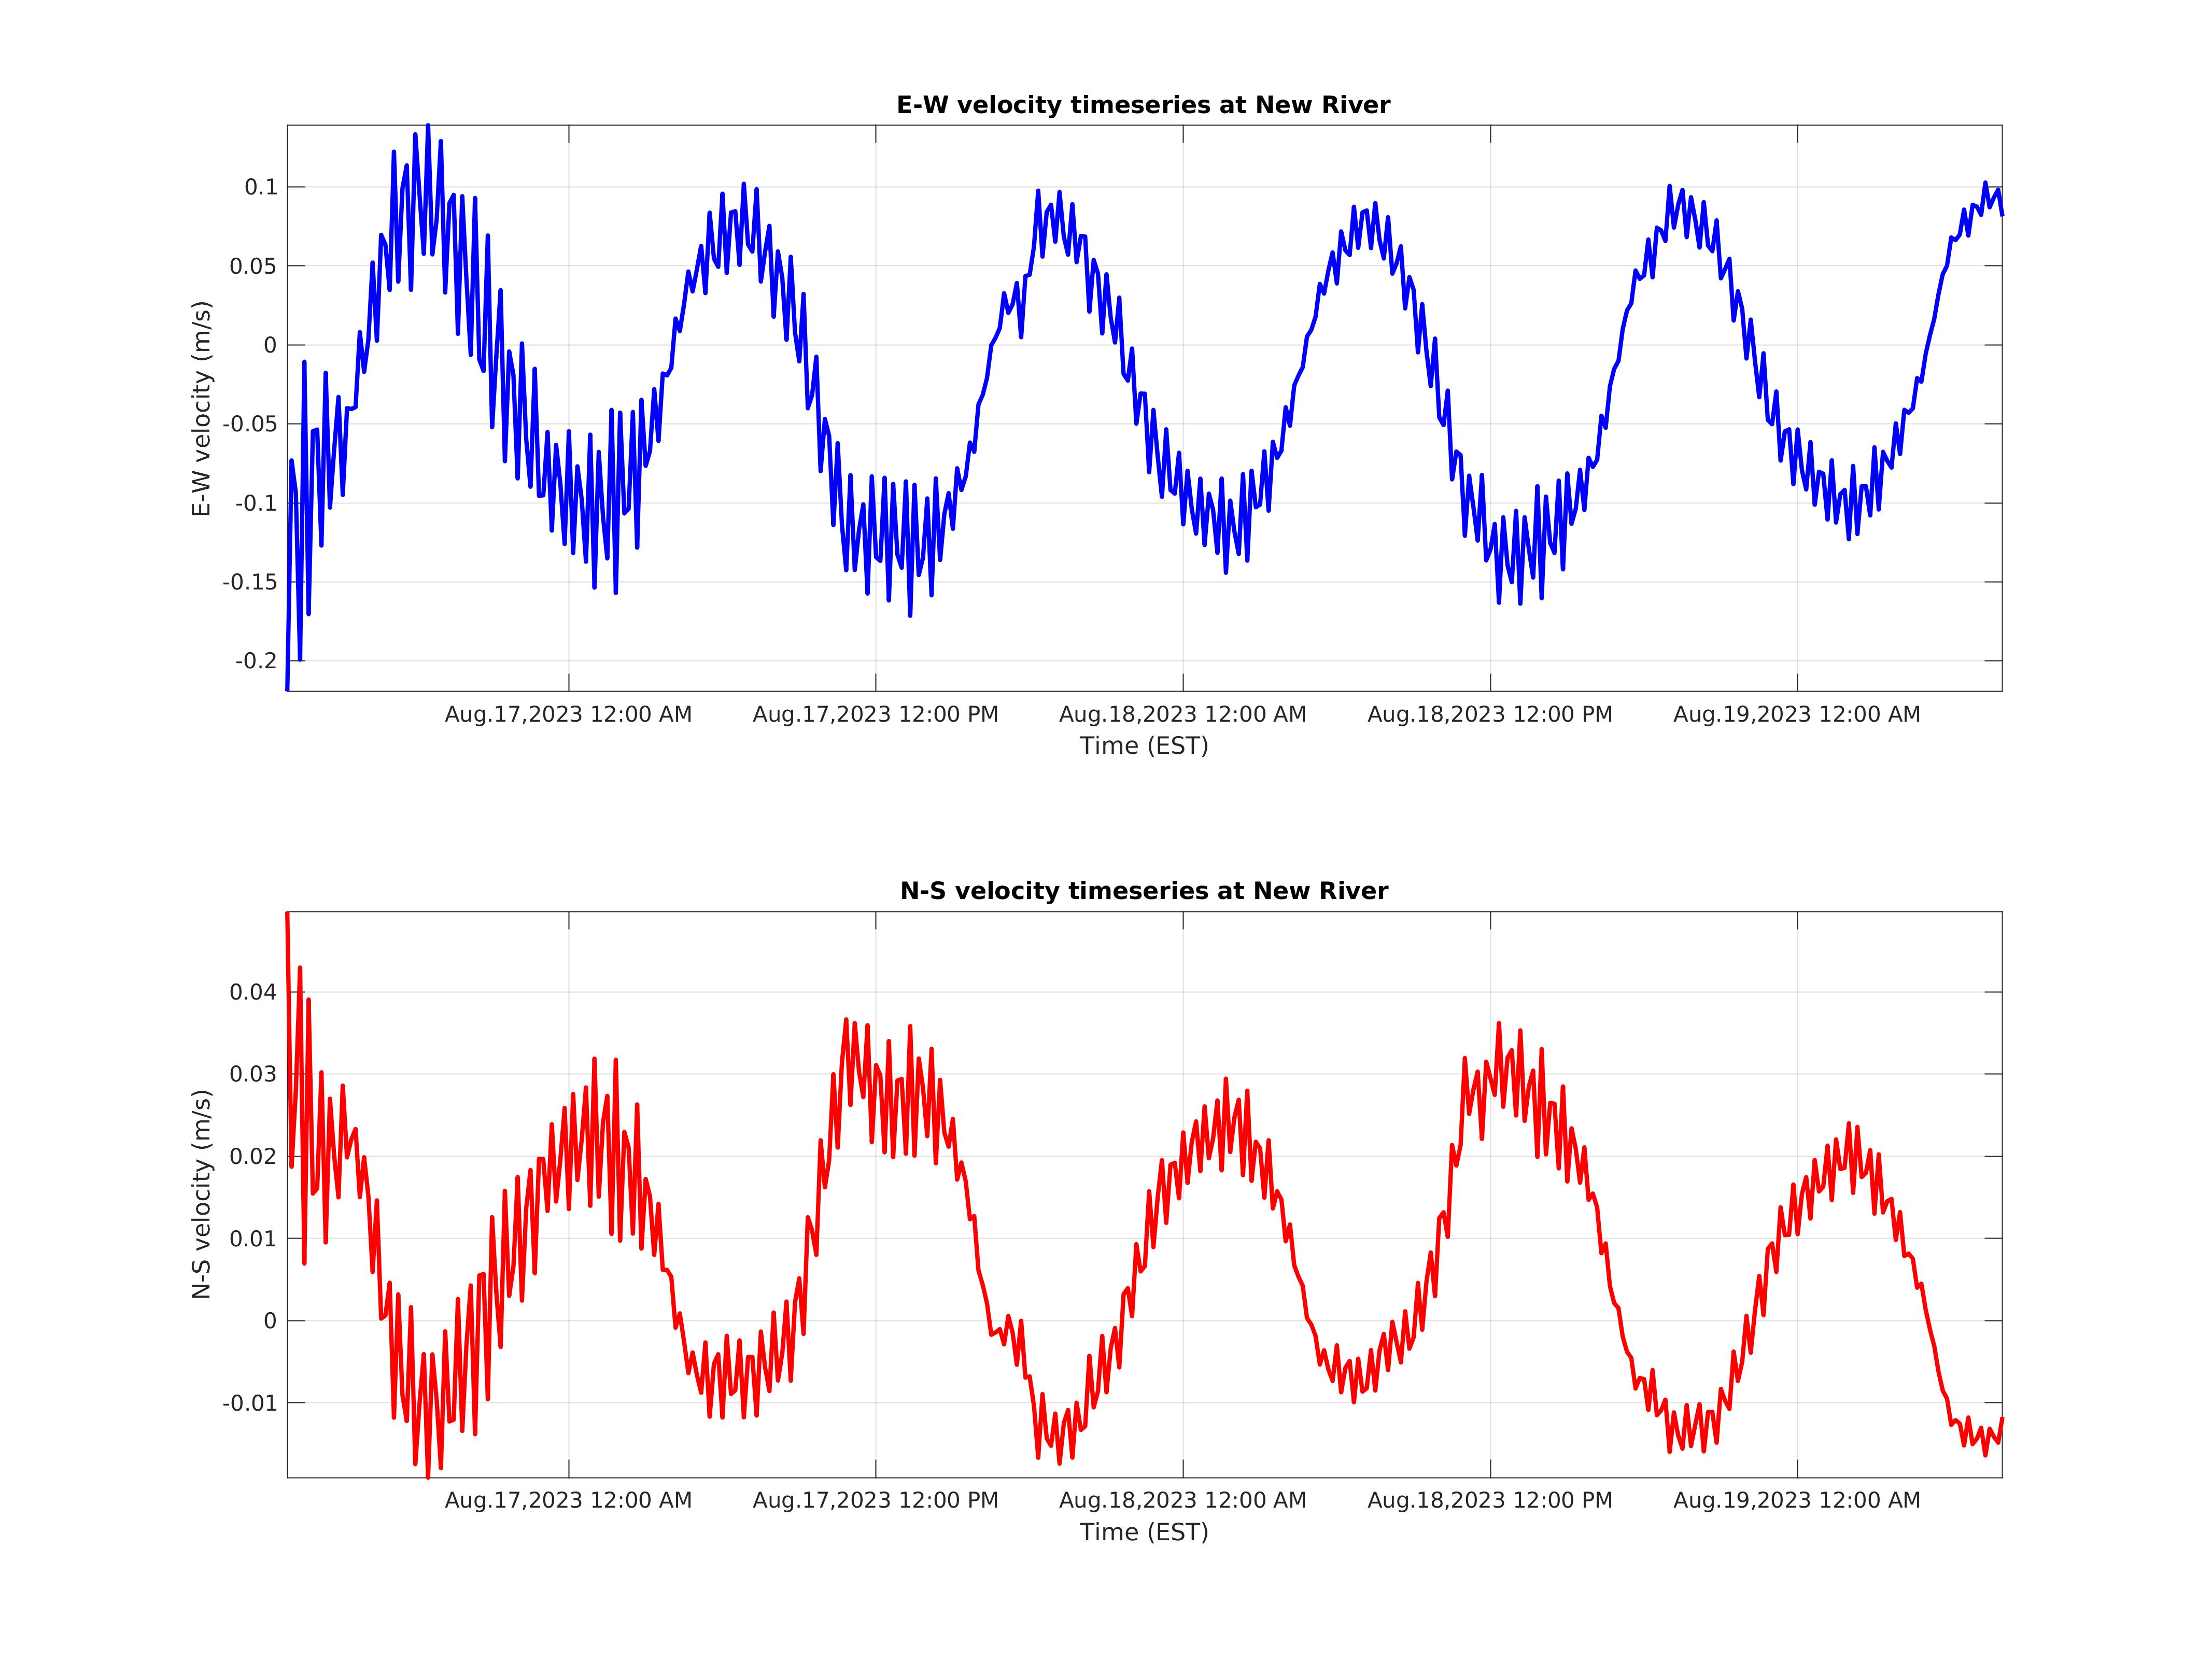 E-W velocity timeseries at New River
E-W velocity (m/s)
0.1
0.05
0
-0.05
-0.1
-0.15
-0.2
Aug.17,2023 12:00 AM
Aug.17,2023 12:00 PM
Aug.18,2023 12:00 AM
Aug.18,2023 12:00 PM
Aug.19,2023 12:00 AM
Time (EST)
N-S velocity timeseries at New River
N-S velocity (m/s)
0.04
0.03
0.02
0.01
0
-0.01
Aug.17,2023 12:00 AM
Aug.17,2023 12:00 PM
Aug.18,2023 12:00 AM
Aug.18,2023 12:00 PM
Aug.19,2023 12:00 AM
Time (EST)